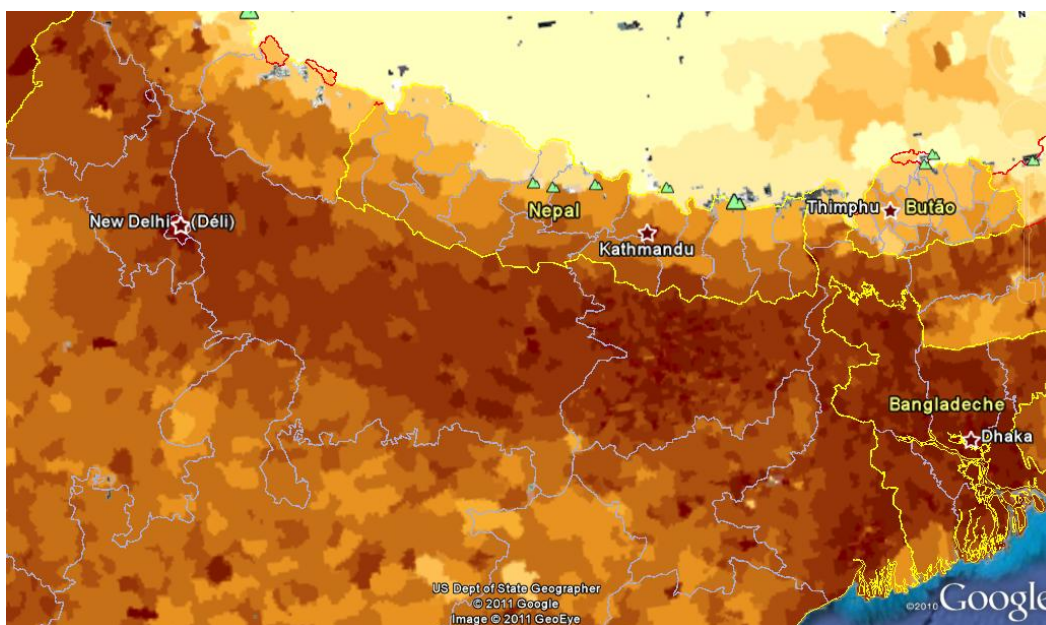 N
New Delhi (Déli)
Nepal
Thimphu
Butão
Kathmandu
Bangladeche
Dhaka
US Dept of State Geographer
© 2011 Google
Image © 2011 GeoEye
©2010 Google